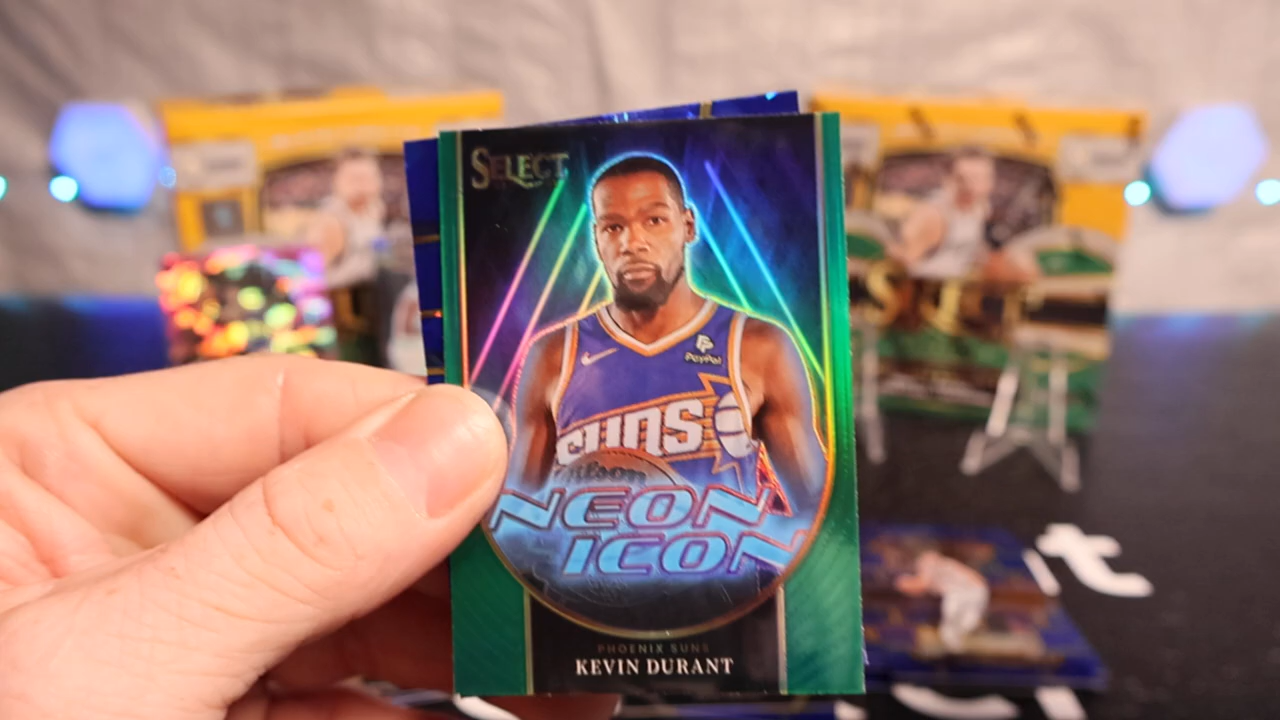 SELECT
PayPal
SUNS
Wilson
NEON
ICON
PHOENIX SUNS
KEVIN DURANT
t